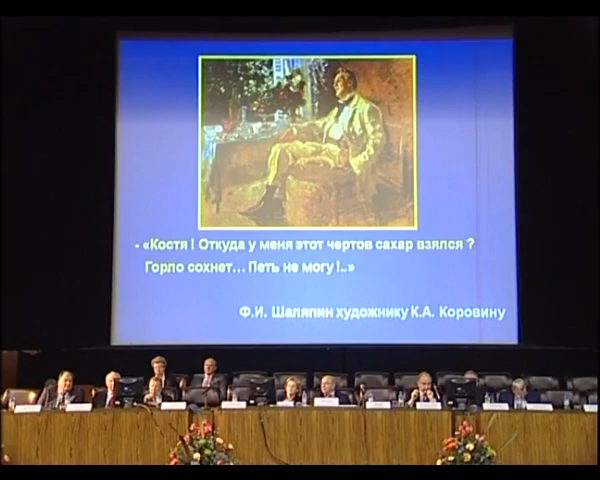 - «Костя ! Откуда у меня этот чертов сахар взялся ?
Горло сохнет... Петь не могу !..»
Ф.И. Шаляпин художнику К.А. Коровину